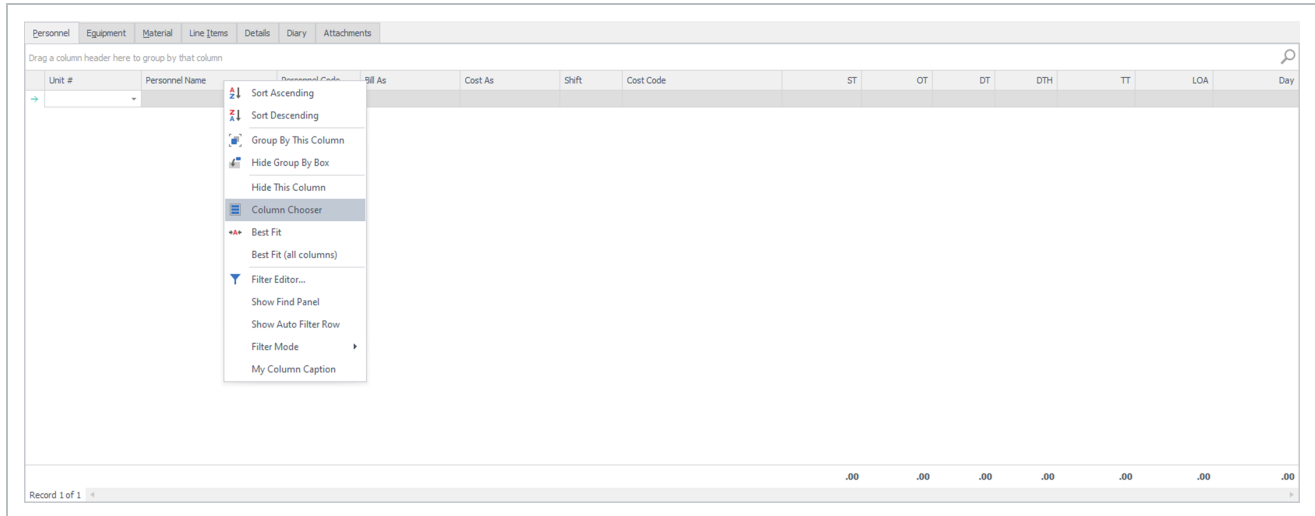 Personnel Equipment Material Line Items Details Diary Attachments
Drag a column header here to group by that column
Unit # Personnel Name Personnel Code Bill As Cost As Shift Cost Code ST OT DT DTH TT LOA Day
Sort Ascending
Sort Descending
Group By This Column
Hide Group By Box
Hide This Column
Column Chooser
Best Fit
Best Fit (all columns)
Filter Editor...
Show Find Panel
Show Auto Filter Row
Filter Mode
My Column Caption
.00 .00 .00 .00 .00 .00 .00
Record 1 of 1